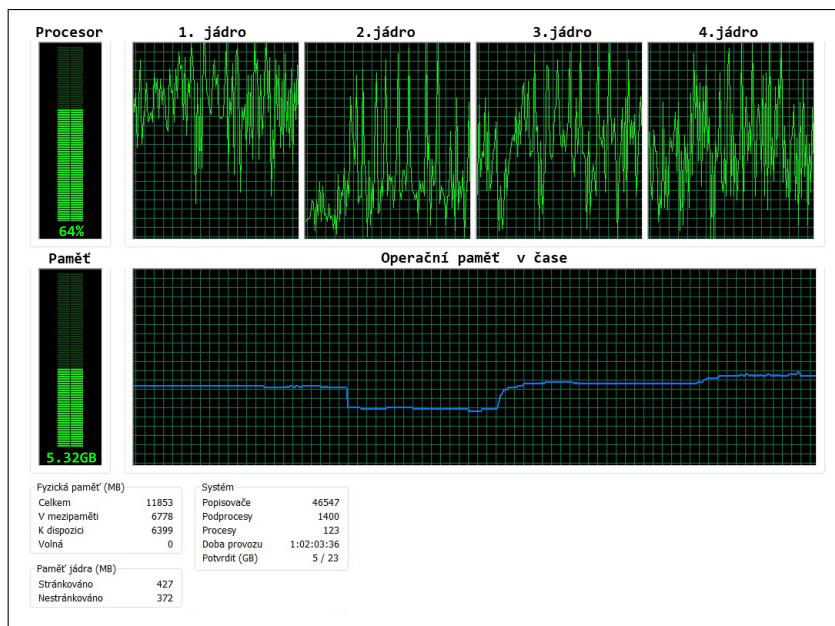 Procesor
1. jádro
2.jádro
3.jádro
4.jádro
64%
Paměť
Operační paměť v čase
5.32GB
Fyzická paměť (MB)
Celkem 11853
V mezipaměti 6778
K dispozici 6399
Volná 0
Systém
Popisovače 46547
Podprocesy 1400
Procesy 123
Doba provozu 1:02:03:36
Potvrdit (GB) 5 / 23
Paměť jádra (MB)
Stránkováno 427
Nestránkováno 372